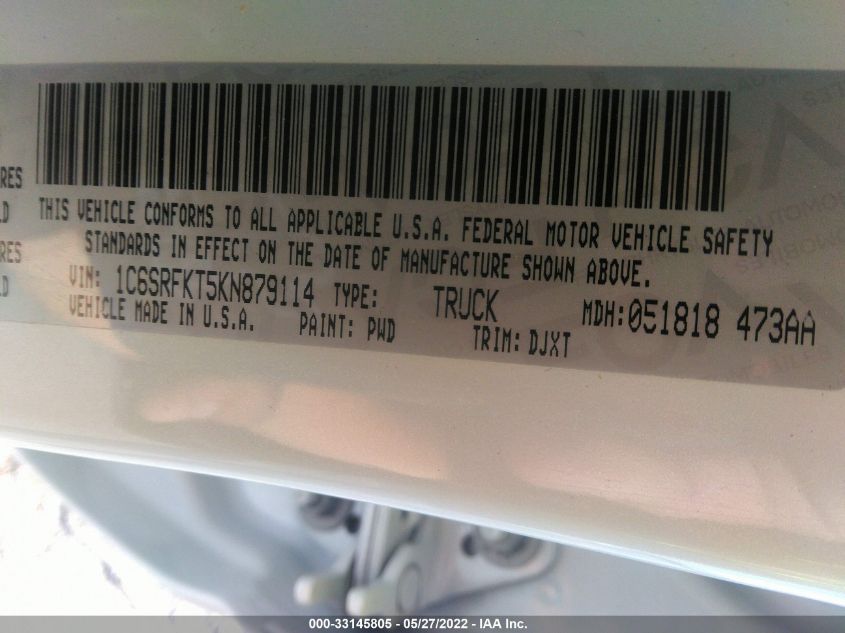 RES
THIS VEHICLE CONFORMS TO ALL APPLICABLE U.S.A. FEDERAL MOTOR VEHICLE SAFETY
STANDARDS IN EFFECT ON THE DATE OF MANUFACTURE SHOWN ABOVE.
VIN: 1C6SRFKT5KN879114 TYPE: TRUCK MDH:051818 473AA
VEHICLE MADE IN U.S.A. PAINT: PWD TRIM: DJXT
000-33145805 - 05/27/2022 - IAA Inc.